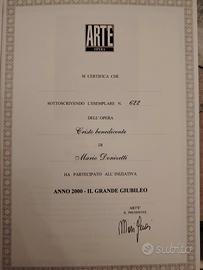 ARTE
OPERA
SI CERTIFICA CHE
SOTTOSCRIVENDO L'ESEMPLARE N. 622
DELL'OPERA
Cristo benedicente
DI
Mario Donizetti
HA PARTECIPATO ALL'INIZIATIVA
ANNO 2000 - IL GRANDE GIUBILEO
ARTE'
IL PRESIDENTE
subito